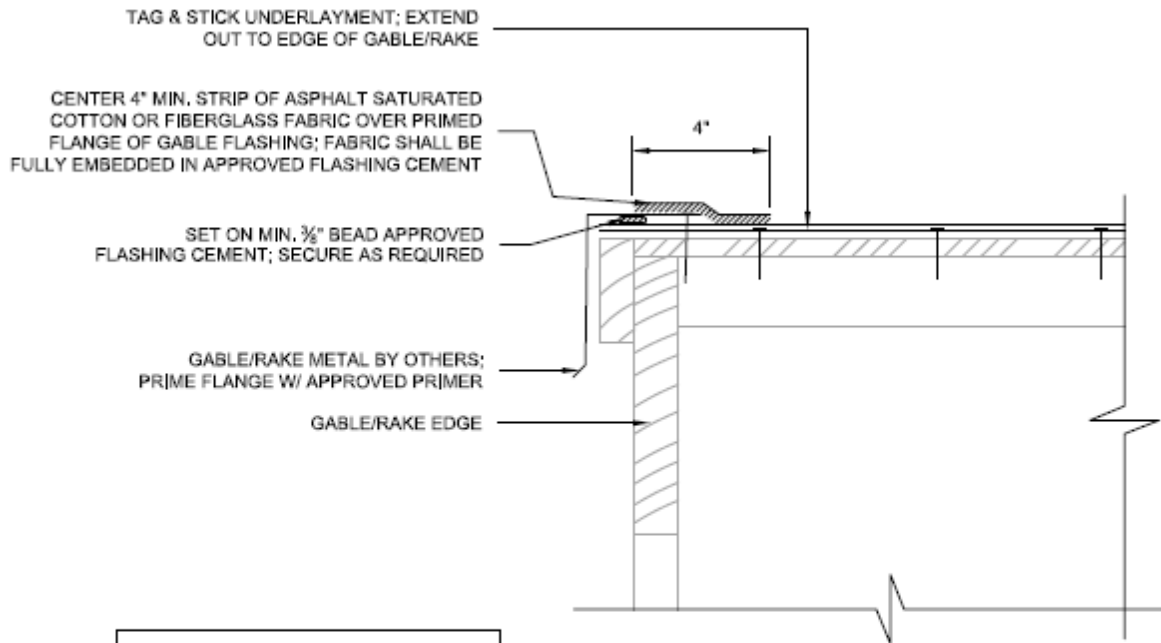 TAG & STICK UNDERLAYMENT; EXTEND
OUT TO EDGE OF GABLE/RAKE
CENTER 4" MIN. STRIP OF ASPHALT SATURATED
COTTON OR FIBERGLASS FABRIC OVER PRIMED
FLANGE OF GABLE FLASHING; FABRIC SHALL BE
FULLY EMBEDDED IN APPROVED FLASHING CEMENT
4"
SET ON MIN. ⅜" BEAD APPROVED
FLASHING CEMENT; SECURE AS REQUIRED
GABLE/RAKE METAL BY OTHERS;
PRIME FLANGE W/ APPROVED PRIMER
GABLE/RAKE EDGE